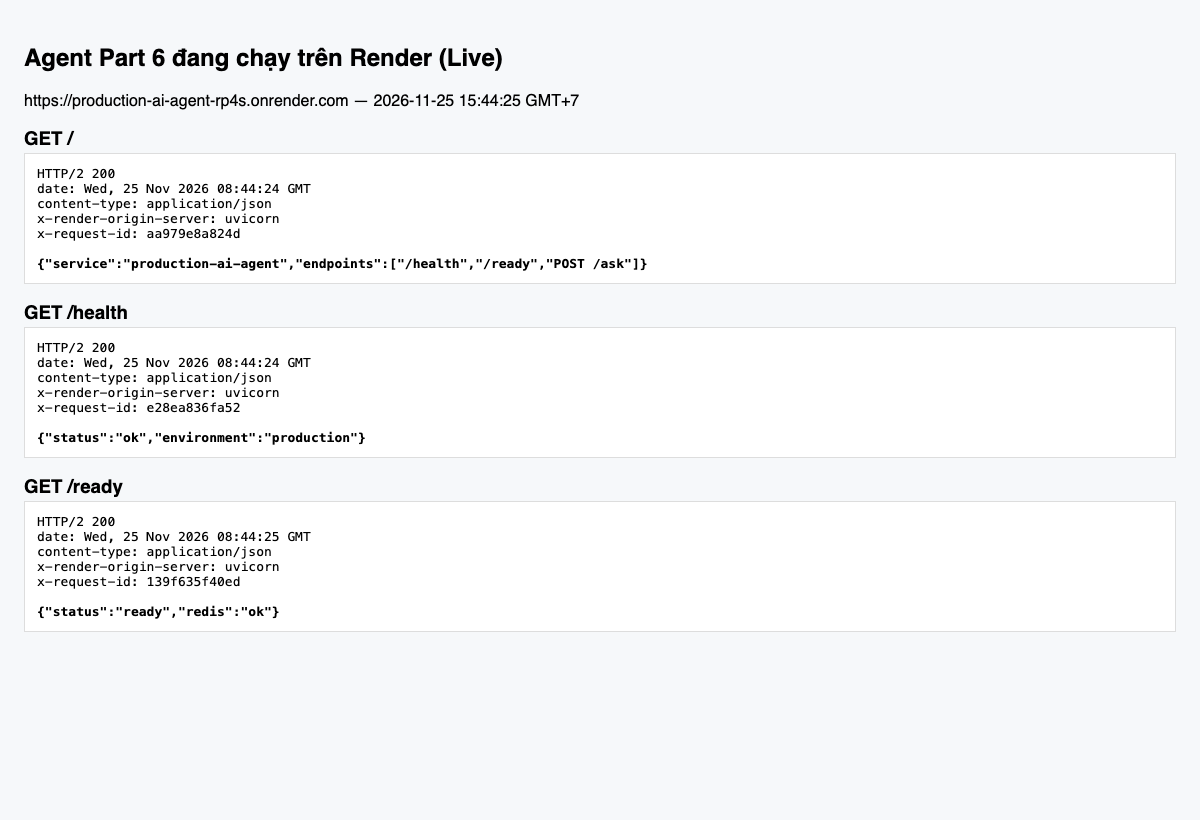 Agent Part 6 đang chạy trên Render (Live)
https://production-ai-agent-rp4s.onrender.com — 2026-11-25 15:44:25 GMT+7
GET /
HTTP/2 200
date: Wed, 25 Nov 2026 08:44:24 GMT
content-type: application/json
x-render-origin-server: uvicorn
x-request-id: aa979e8a824d
{"service":"production-ai-agent","endpoints":["/health","/ready","POST /ask"]}
GET /health
HTTP/2 200
date: Wed, 25 Nov 2026 08:44:24 GMT
content-type: application/json
x-render-origin-server: uvicorn
x-request-id: e28ea836fa52
{"status":"ok","environment":"production"}
GET /ready
HTTP/2 200
date: Wed, 25 Nov 2026 08:44:25 GMT
content-type: application/json
x-render-origin-server: uvicorn
x-request-id: 139f635f40ed
{"status":"ready","redis":"ok"}